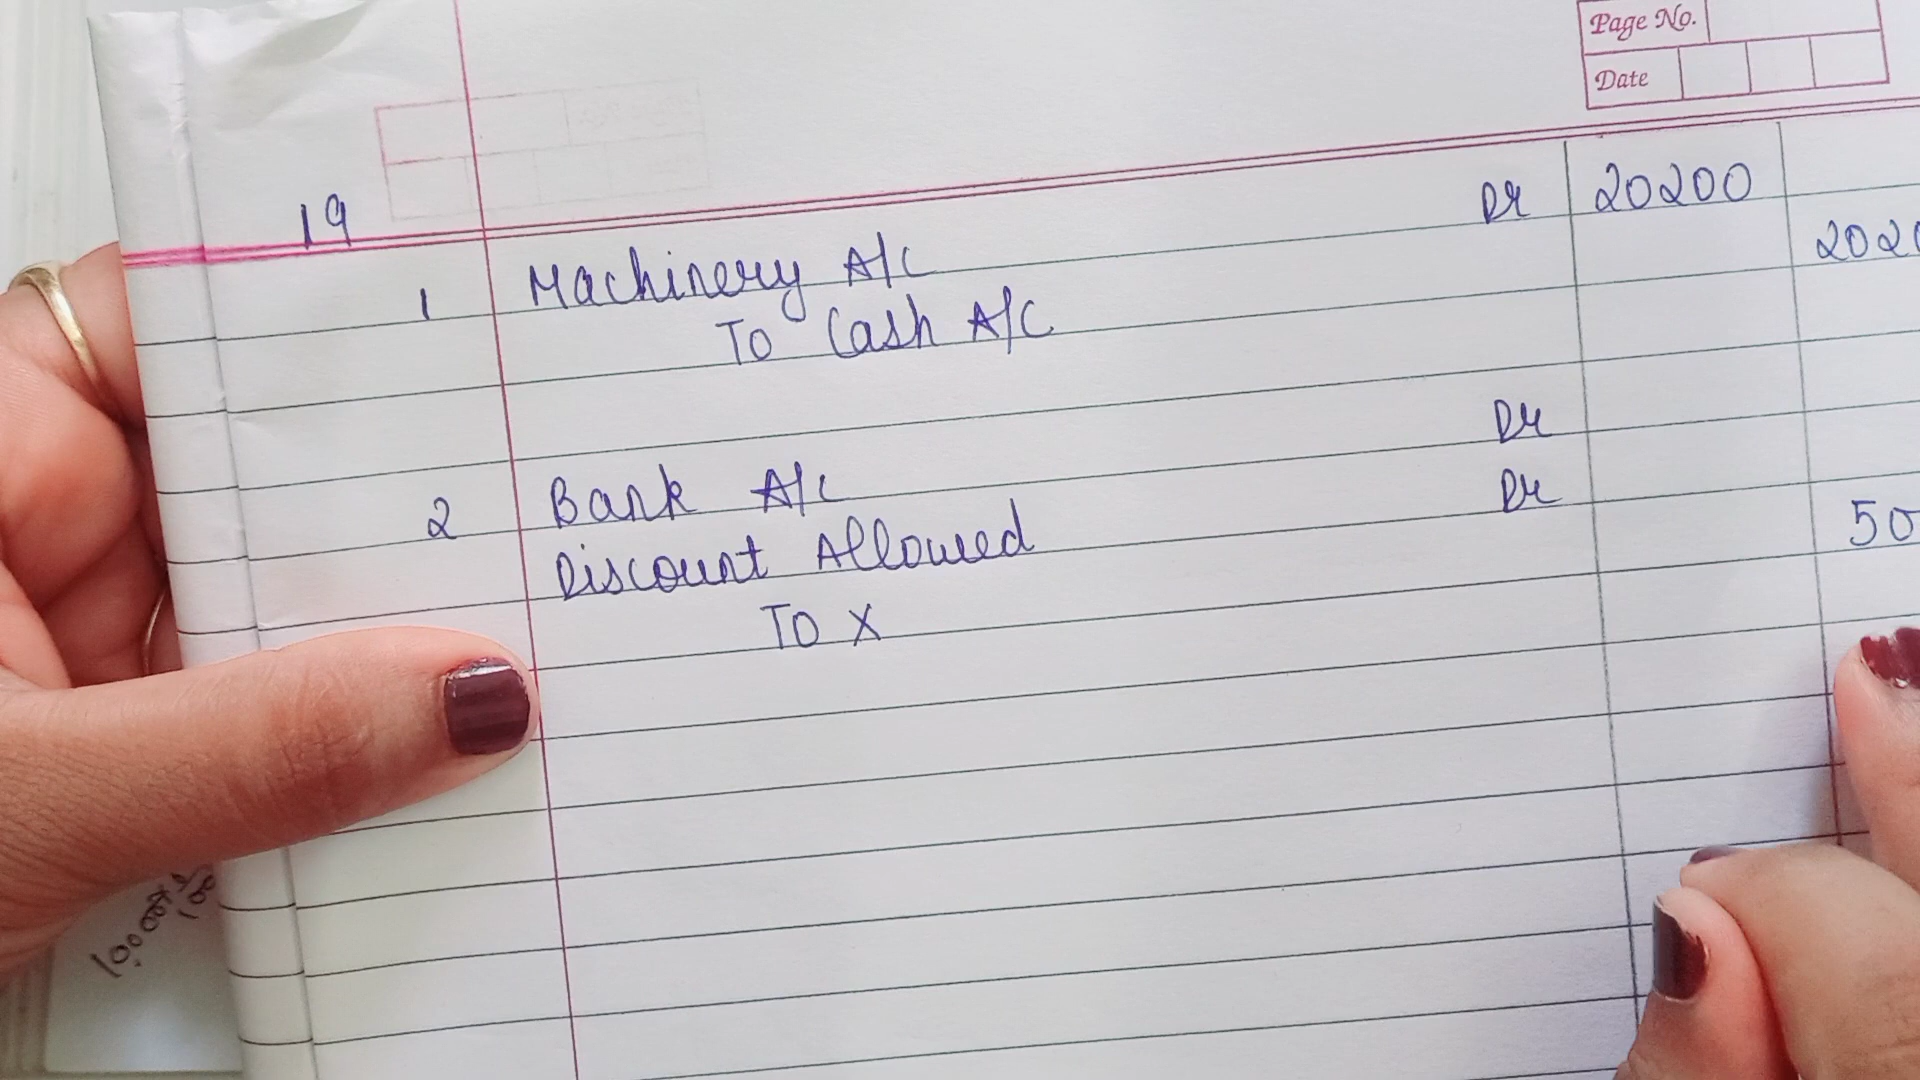 Page No.
Date
19
1 Machinery A/C Dr 20200
To Cash A/C 2020
2 Bank A/C Dr
Discount Allowed Dr
To X 50